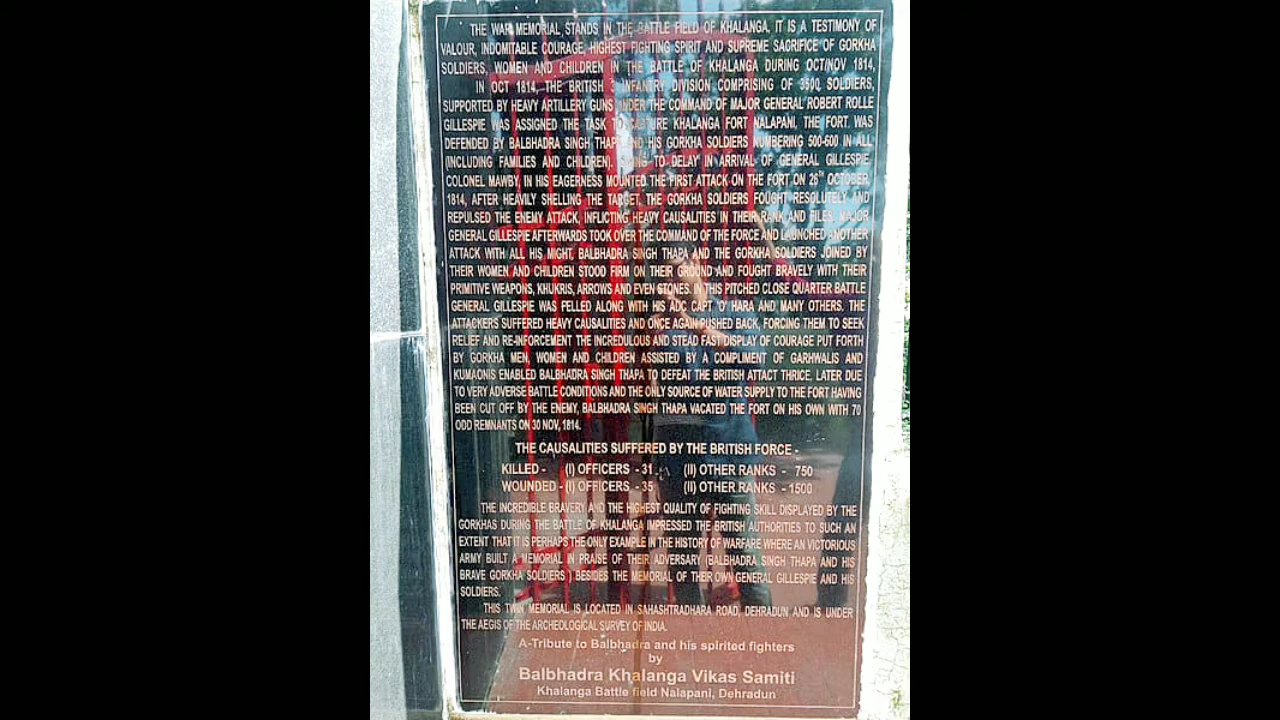 THE WAR MEMORIAL STANDS IN THE BATTLE FIELD OF KHALANGA. IT IS A TESTIMONY OF
VALOUR, INDOMITABLE COURAGE, HIGHEST FIGHTING SPIRIT AND SUPREME SACRIFICE OF GORKHA
SOLDIERS, WOMEN AND CHILDREN IN THE BATTLE OF KHALANGA DURING OCT/NOV 1814,
IN OCT 1814, THE BRITISH 3 INFANTRY DIVISION COMPRISING OF 3500 SOLDIERS,
SUPPORTED BY HEAVY ARTILLERY GUNS UNDER THE COMMAND OF MAJOR GENERAL ROBERT ROLLE
GILLESPIE WAS ASSIGNED THE TASK TO CAPTURE KHALANGA FORT NALAPANI, THE FORT WAS
DEFENDED BY BALBHADRA SINGH THAPA AND HIS GORKHA SOLDIERS NUMBERING 500-600 IN ALL
(INCLUDING FAMILIES AND CHILDREN). TO DELAY IN ARRIVAL OF GENERAL GILLESPIE,
COLONEL MAWBY, IN HIS EAGERNESS MOUNTED THE FIRST ATTACK ON THE FORT ON 26TH OCTOBER,
1814, AFTER HEAVILY SHELLING THE TARGET, THE GORKHA SOLDIERS FOUGHT RESOLUTELY AND
REPULSED THE ENEMY ATTACK, INFLICTING HEAVY CAUSALITIES IN THEIR RANK AND FILES, MAJOR
GENERAL GILLESPIE AFTERWARDS TOOK OVER THE COMMAND OF THE FORCE AND LAUNCHED ANOTHER
ATTACK WITH ALL HIS MIGHT, BALBHADRA SINGH THAPA AND THE GORKHA SOLDIERS JOINED BY
THEIR WOMEN AND CHILDREN STOOD FIRM ON THEIR GROUND AND FOUGHT BRAVELY WITH THEIR
PRIMITIVE WEAPONS, KHUKRIS, ARROWS AND EVEN STONES. IN THIS PITCHED CLOSE QUARTER BATTLE
GENERAL GILLESPIE WAS FELLED ALONG WITH HIS ADC CAPT 'O' HARA AND MANY OTHERS. THE
ATTACKERS SUFFERED HEAVY CAUSALITIES AND ONCE AGAIN PUSHED BACK, FORCING THEM TO SEEK
RELIEF AND RE-INFORCEMENT THE INCREDULOUS AND STEAD FAST DISPLAY OF COURAGE PUT FORTH
BY GORKHA MEN, WOMEN AND CHILDREN ASSISTED BY A COMPLIMENT OF GARHWALIS AND
KUMAONIS ENABLED BALBHADRA SINGH THAPA TO DEFEAT THE BRITISH ATTACT THRICE, LATER DUE
TO VERY ADVERSE BATTLE CONDITIONS AND THE ONLY SOURCE OF WATER SUPPLY TO THE FORT HAVING
BEEN CUT OFF BY THE ENEMY, BALBHADRA SINGH THAPA VACATED THE FORT ON HIS OWN WITH 70
ODD REMNANTS ON 30 NOV, 1814.
THE CAUSALITIES SUFFERED BY THE BRITISH FORCE -
KILLED - (I) OFFICERS - 31 (II) OTHER RANKS - 750
WOUNDED - (I) OFFICERS - 35 (II) OTHER RANKS - 1500
THE INCREDIBLE BRAVERY AND THE HIGHEST QUALITY OF FIGHTING SKILL DISPLAYED BY THE
GORKHAS DURING THE BATTLE OF KHALANGA IMPRESSED THE BRITISH AUTHORITIES TO SUCH AN
EXTENT THAT IT IS PERHAPS THE ONLY EXAMPLE IN THE HISTORY OF WARFARE WHERE AN VICTORIOUS
ARMY BUILT A MEMORIAL IN PRAISE OF THEIR ADVERSARY (BALBHADRA SINGH THAPA AND HIS
BRAVE GORKHA SOLDIERS ) BESIDES THE MEMORIAL OF THEIR OWN GENERAL GILLESPIE AND HIS
SOLDIERS.
THIS TWIN MEMORIAL IS LOCATED IN SAHASHTRADHARA ROAD, DEHRADUN AND IS UNDER
THE AEGIS OF THE ARCHEOLOGICAL SURVEY OF INDIA.
A-Tribute to Balbhadra and his spirited fighters
by
Balbhadra Khalanga Vikas Samiti
Khalanga Battle field Nalapani, Dehradun